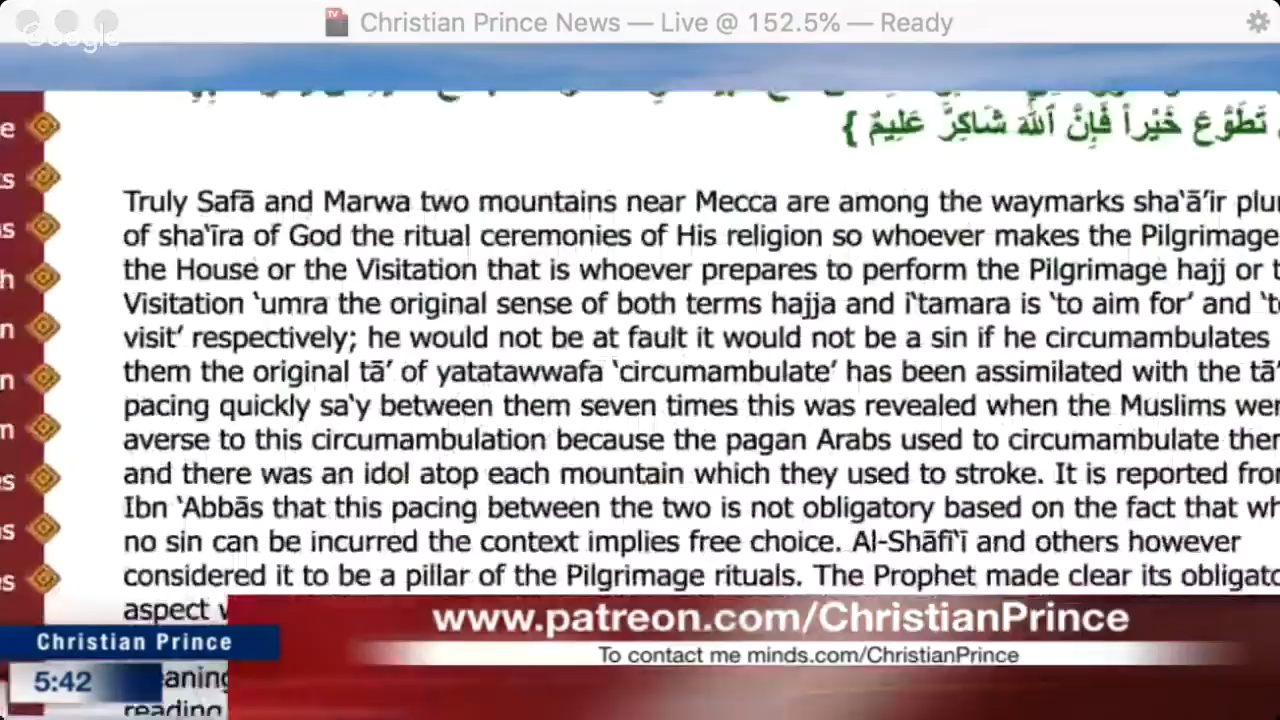 Christian Prince News — Live @ 152.5% — Ready
Google
تَطَوَّعَ خَيْراً فَإِنَّ ٱللَّهَ شَاكِرٌ عَلِيمٌ }
Truly Safā and Marwa two mountains near Mecca are among the waymarks sha‘ā’ir plur
of sha‘īra of God the ritual ceremonies of His religion so whoever makes the Pilgrimage
the House or the Visitation that is whoever prepares to perform the Pilgrimage hajj or t
Visitation ‘umra the original sense of both terms hajja and i‘tamara is ‘to aim for’ and ‘t
visit’ respectively; he would not be at fault it would not be a sin if he circumambulates
them the original tā’ of yatatawwafa ‘circumambulate’ has been assimilated with the tā’
pacing quickly sa‘y between them seven times this was revealed when the Muslims wer
averse to this circumambulation because the pagan Arabs used to circumambulate ther
and there was an idol atop each mountain which they used to stroke. It is reported fror
Ibn ‘Abbās that this pacing between the two is not obligatory based on the fact that wh
no sin can be incurred the context implies free choice. Al-Shāfi‘ī and others however
considered it to be a pillar of the Pilgrimage rituals. The Prophet made clear its obligato
aspect w
www.patreon.com/ChristianPrince
Christian Prince
To contact me minds.com/ChristianPrince
5:42
eaning
reading